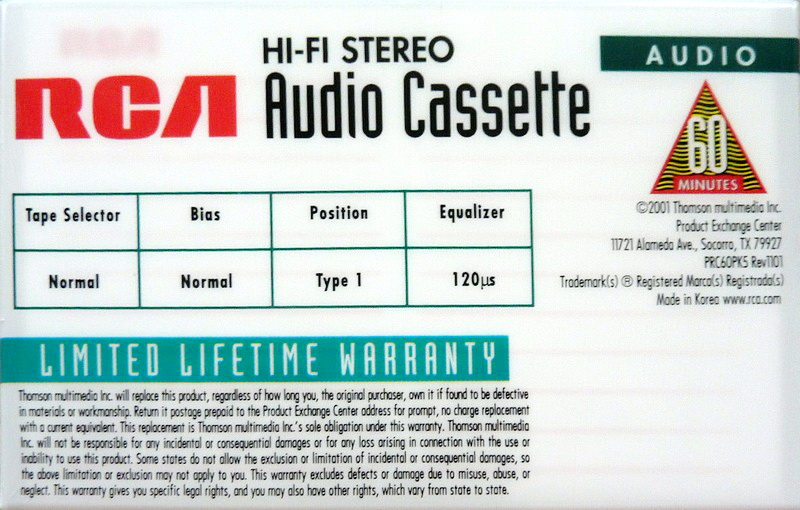 HI-FI STEREO
RCA
Audio Cassette
AUDIO
60
MINUTES
©2001 Thomson multimedia Inc.
Product Exchange Center
11721 Alameda Ave., Socorro, TX 79927
PRC60PK5 Rev1101
Trademark(s) ® Registered Marca(s) Registrada(s)
Made in Korea www.rca.com
Tape Selector Bias Position Equalizer
Normal Normal Type 1 120µs
LIMITED LIFETIME WARRANTY
Thomson multimedia Inc. will replace this product, regardless of how long you, the original purchaser, own it if found to be defective
in materials or workmanship. Return it postage prepaid to the Product Exchange Center address for prompt, no charge replacement
with a current equivalent. This replacement is Thomson multimedia Inc.'s sole obligation under this warranty. Thomson multimedia
Inc. will not be responsible for any incidental or consequential damages or for any loss arising in connection with the use or
inability to use this product. Some states do not allow the exclusion or limitation of incidental or consequential damages, so
the above limitation or exclusion may not apply to you. This warranty excludes defects or damage due to misuse, abuse, or
neglect. This warranty gives you specific legal rights, and you may also have other rights, which vary from state to state.